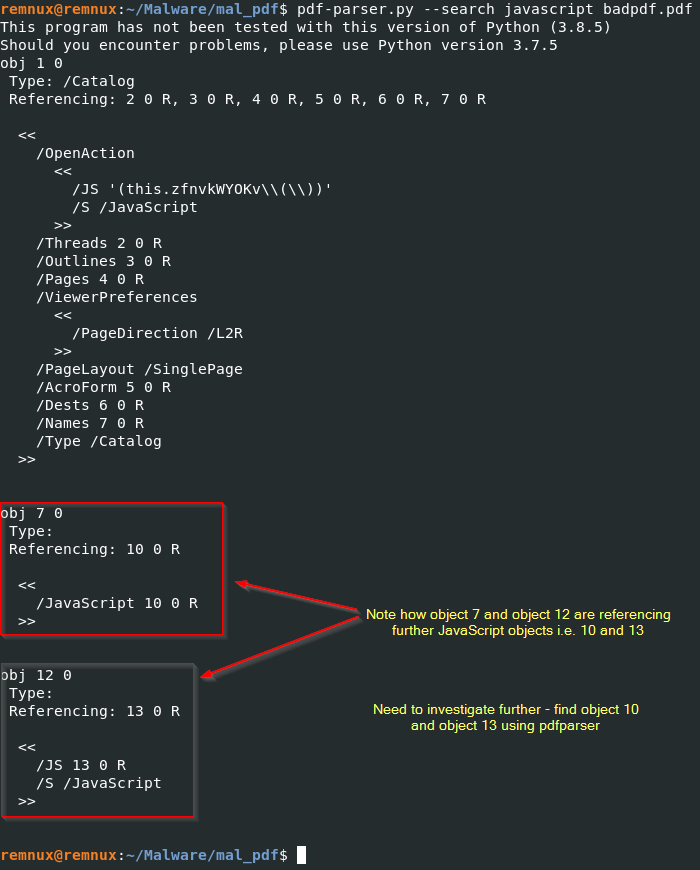 remnux@remnux:~/Malware/mal_pdf$ pdf-parser.py --search javascript badpdf.pdf
This program has not been tested with this version of Python (3.8.5)
Should you encounter problems, please use Python version 3.7.5
obj 1 0
 Type: /Catalog
 Referencing: 2 0 R, 3 0 R, 4 0 R, 5 0 R, 6 0 R, 7 0 R

  <<
    /OpenAction
      <<
        /JS '(this.zfnvkWYOKv\\(\\))'
        /S /JavaScript
      >>
    /Threads 2 0 R
    /Outlines 3 0 R
    /Pages 4 0 R
    /ViewerPreferences
      <<
        /PageDirection /L2R
      >>
    /PageLayout /SinglePage
    /AcroForm 5 0 R
    /Dests 6 0 R
    /Names 7 0 R
    /Type /Catalog
  >>

obj 7 0
 Type:
 Referencing: 10 0 R

  <<
    /JavaScript 10 0 R
  >>

Note how object 7 and object 12 are referencing
further JavaScript objects i.e. 10 and 13

obj 12 0
 Type:
 Referencing: 13 0 R

  <<
    /JS 13 0 R
    /S /JavaScript
  >>

Need to investigate further - find object 10
and object 13 using pdfparser

remnux@remnux:~/Malware/mal_pdf$